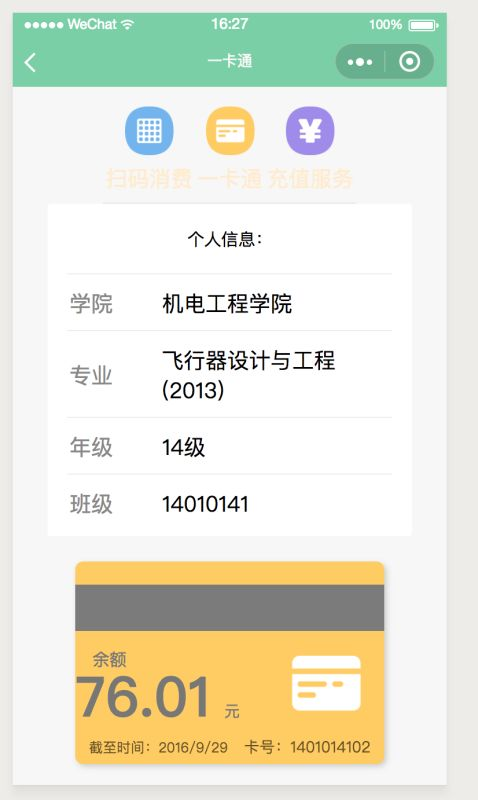 ●●●●● WeChat 16:27 100%
一卡通
扫码消费 一卡通 充值服务
个人信息：
学院 机电工程学院
专业 飞行器设计与工程
(2013)
年级 14级
班级 14010141
余额
76.01 元
截至时间：2016/9/29 卡号：1401014102